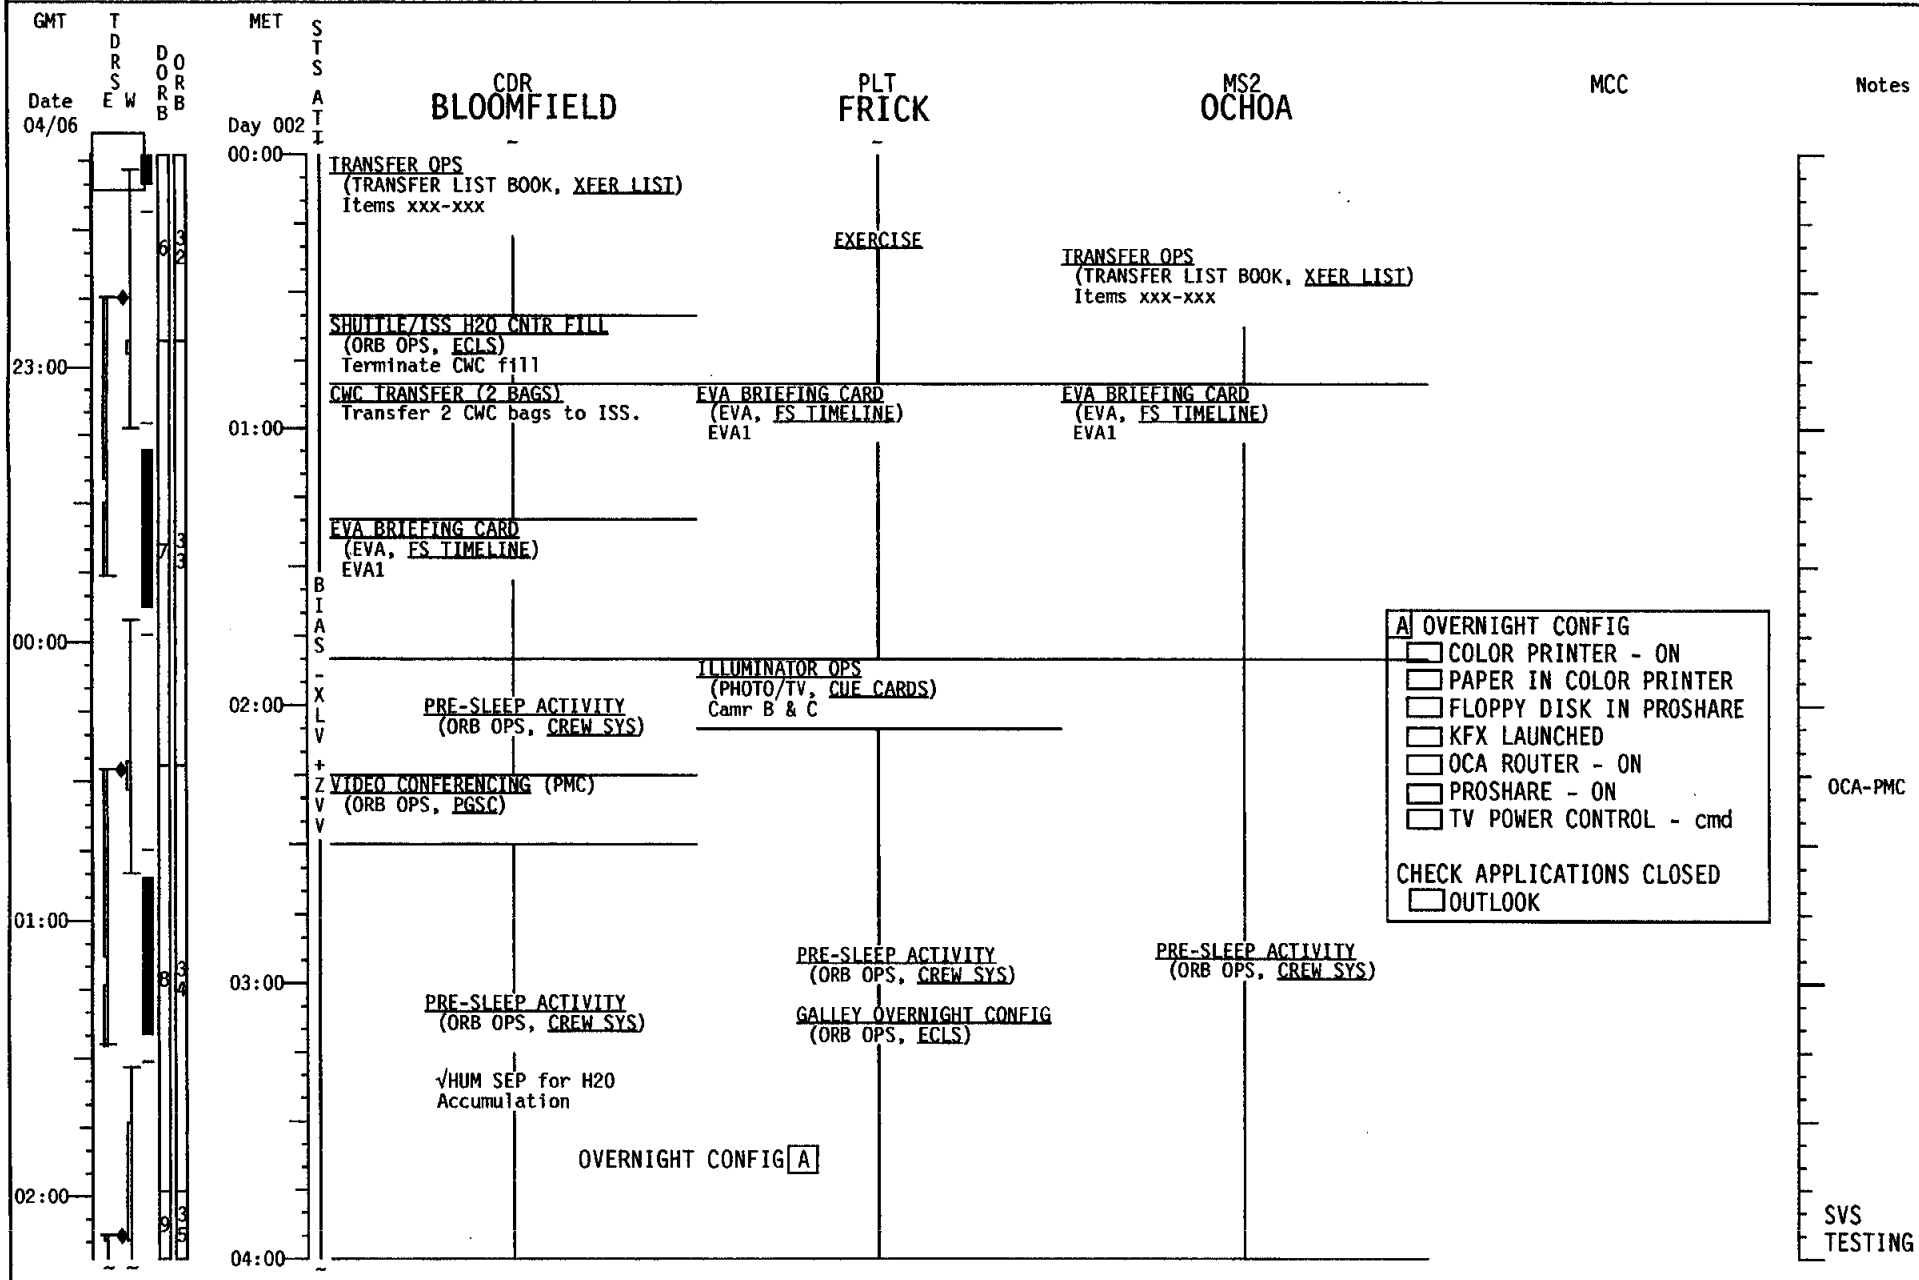 GMT
TDRS
E W
DORB
ORB
MET
STS ATT
CDR
BLOOMFIELD
PLT
FRICK
MS2
OCHOA
MCC
Notes
Date
04/06
Day 002
~
~
~
00:00
TRANSFER OPS
(TRANSFER LIST BOOK, XFER LIST)
Items xxx-xxx
6
32
EXERCISE
TRANSFER OPS
(TRANSFER LIST BOOK, XFER LIST)
Items xxx-xxx
SHUTTLE/ISS H2O CNTR FILL
(ORB OPS, ECLS)
Terminate CWC fill
23:00
CWC TRANSFER (2 BAGS)
Transfer 2 CWC bags to ISS.
EVA BRIEFING CARD
(EVA, FS TIMELINE)
EVA1
EVA BRIEFING CARD
(EVA, FS TIMELINE)
EVA1
01:00
EVA BRIEFING CARD
(EVA, FS TIMELINE)
EVA1
7
33
BIAS -XLV +ZVV
00:00
ILLUMINATOR OPS
(PHOTO/TV, CUE CARDS)
Camr B & C
02:00
PRE-SLEEP ACTIVITY
(ORB OPS, CREW SYS)
VIDEO CONFERENCING (PMC)
(ORB OPS, PGSC)
A OVERNIGHT CONFIG
COLOR PRINTER - ON
PAPER IN COLOR PRINTER
FLOPPY DISK IN PROSHARE
KFX LAUNCHED
OCA ROUTER - ON
PROSHARE - ON
TV POWER CONTROL - cmd
CHECK APPLICATIONS CLOSED
OUTLOOK
OCA-PMC
01:00
PRE-SLEEP ACTIVITY
(ORB OPS, CREW SYS)
PRE-SLEEP ACTIVITY
(ORB OPS, CREW SYS)
8
34
03:00
PRE-SLEEP ACTIVITY
(ORB OPS, CREW SYS)
GALLEY OVERNIGHT CONFIG
(ORB OPS, ECLS)
√HUM SEP for H2O
Accumulation
OVERNIGHT CONFIG A
02:00
9
35
04:00
SVS
TESTING
~ ~
~